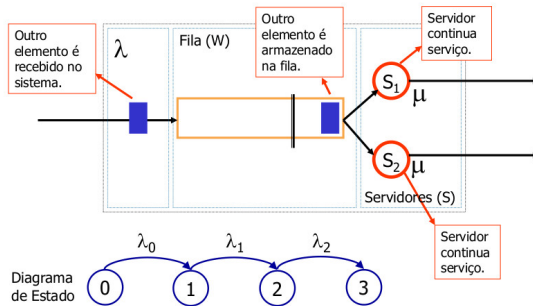 Outro
elemento é
recebido no
sistema.
λ
Fila (W)
Outro
elemento é
armazenado
na fila.
Servidor
continua
serviço.
S1
μ
S2
μ
Servidores (S)
Servidor
continua
serviço.
λ0
λ1
λ2
Diagrama
de Estado
0
1
2
3